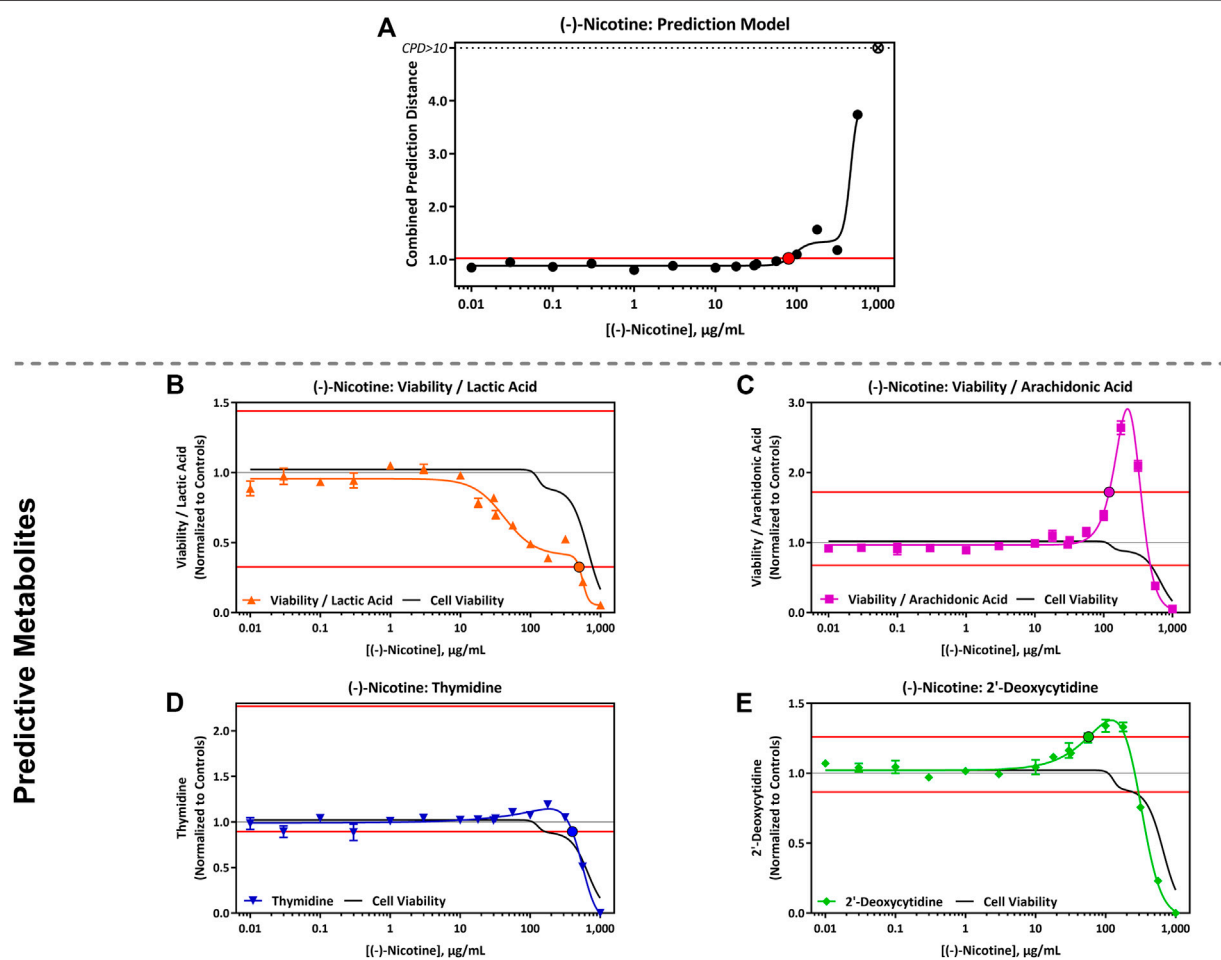 A
(-)-Nicotine: Prediction Model
CPD>10
4.0
3.0
2.0
1.0
Combined Prediction Distance
0.01 0.1 1 10 100 1,000
[(-)-Nicotine], µg/mL
Predictive Metabolites
B
(-)-Nicotine: Viability / Lactic Acid
1.5
1.0
0.5
0.0
Viability / Lactic Acid
(Normalized to Controls)
Viability / Lactic Acid Cell Viability
0.01 0.1 1 10 100 1,000
[(-)-Nicotine], µg/mL
C
(-)-Nicotine: Viability / Arachidonic Acid
3.0
2.0
1.0
0.0
Viability / Arachidonic Acid
(Normalized to Controls)
Viability / Arachidonic Acid Cell Viability
0.01 0.1 1 10 100 1,000
[(-)-Nicotine], µg/mL
D
(-)-Nicotine: Thymidine
2.0
1.5
1.0
0.5
0.0
Thymidine
(Normalized to Controls)
Thymidine Cell Viability
0.01 0.1 1 10 100 1,000
[(-)-Nicotine], µg/mL
E
(-)-Nicotine: 2'-Deoxycytidine
1.5
1.0
0.5
0.0
2'-Deoxycytidine
(Normalized to Controls)
2'-Deoxycytidine Cell Viability
0.01 0.1 1 10 100 1,000
[(-)-Nicotine], µg/mL